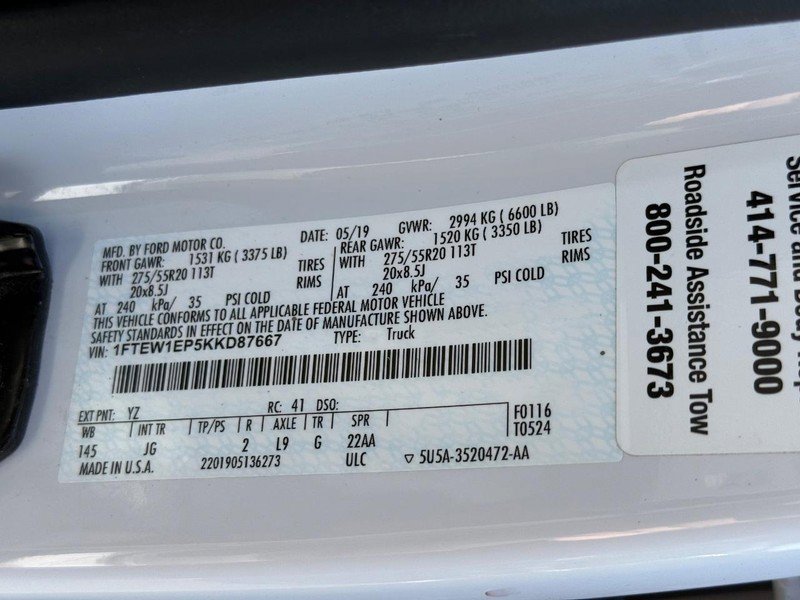 MFD. BY FORD MOTOR CO.
DATE: 05/19 GVWR: 2994 KG ( 6600 LB)
FRONT GAWR: 1531 KG ( 3375 LB)
REAR GAWR: 1520 KG ( 3350 LB)
WITH 275/55R20 113T TIRES
WITH 275/55R20 113T TIRES
20x8.5J RIMS
20x8.5J RIMS
AT 240 kPa/ 35 PSI COLD
AT 240 kPa/ 35 PSI COLD
THIS VEHICLE CONFORMS TO ALL APPLICABLE FEDERAL MOTOR VEHICLE
SAFETY STANDARDS IN EFFECT ON THE DATE OF MANUFACTURE SHOWN ABOVE.
VIN: 1FTEW1EP5KKD87667 TYPE: Truck
EXT PNT: YZ RC: 41 DSO:
WB INT TR TP/PS R AXLE TR SPR
145 JG 2 L9 G 22AA
F0116
T0524
MADE IN U.S.A. 2201905136273 ULC ▽ 5U5A-3520472-AA
Service and Body
414-771-9000
Roadside Assistance Tow
800-241-3673